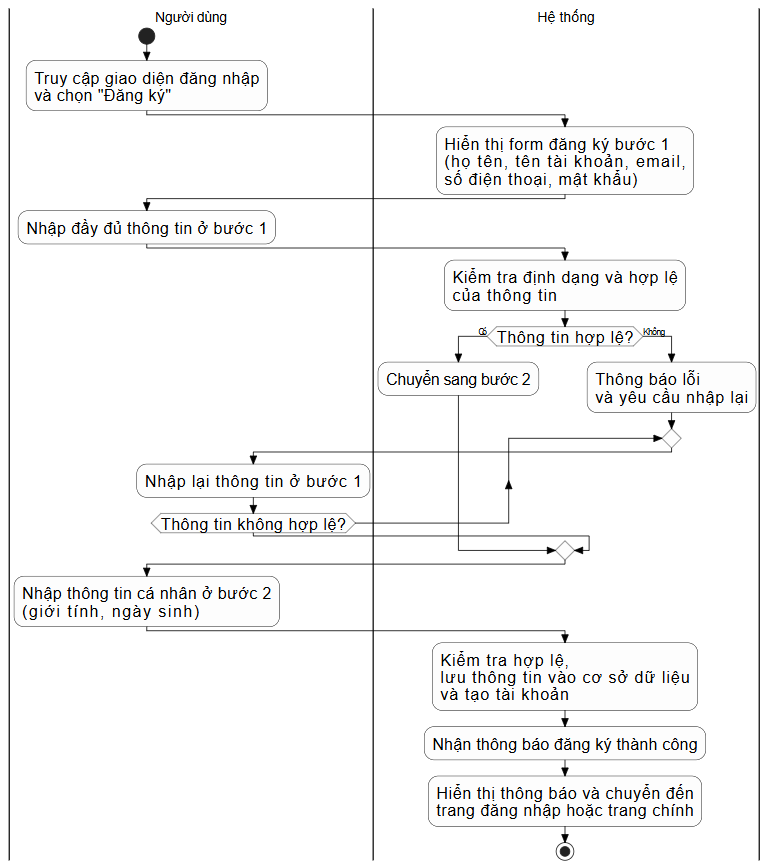 Người dùng
Hệ thống
Truy cập giao diện đăng nhập
và chọn "Đăng ký"
Hiển thị form đăng ký bước 1
(họ tên, tên tài khoản, email,
số điện thoại, mật khẩu)
Nhập đầy đủ thông tin ở bước 1
Kiểm tra định dạng và hợp lệ
của thông tin
Có
Thông tin hợp lệ?
Không
Chuyển sang bước 2
Thông báo lỗi
và yêu cầu nhập lại
Nhập lại thông tin ở bước 1
Thông tin không hợp lệ?
Nhập thông tin cá nhân ở bước 2
(giới tính, ngày sinh)
Kiểm tra hợp lệ,
lưu thông tin vào cơ sở dữ liệu
và tạo tài khoản
Nhận thông báo đăng ký thành công
Hiển thị thông báo và chuyển đến
trang đăng nhập hoặc trang chính